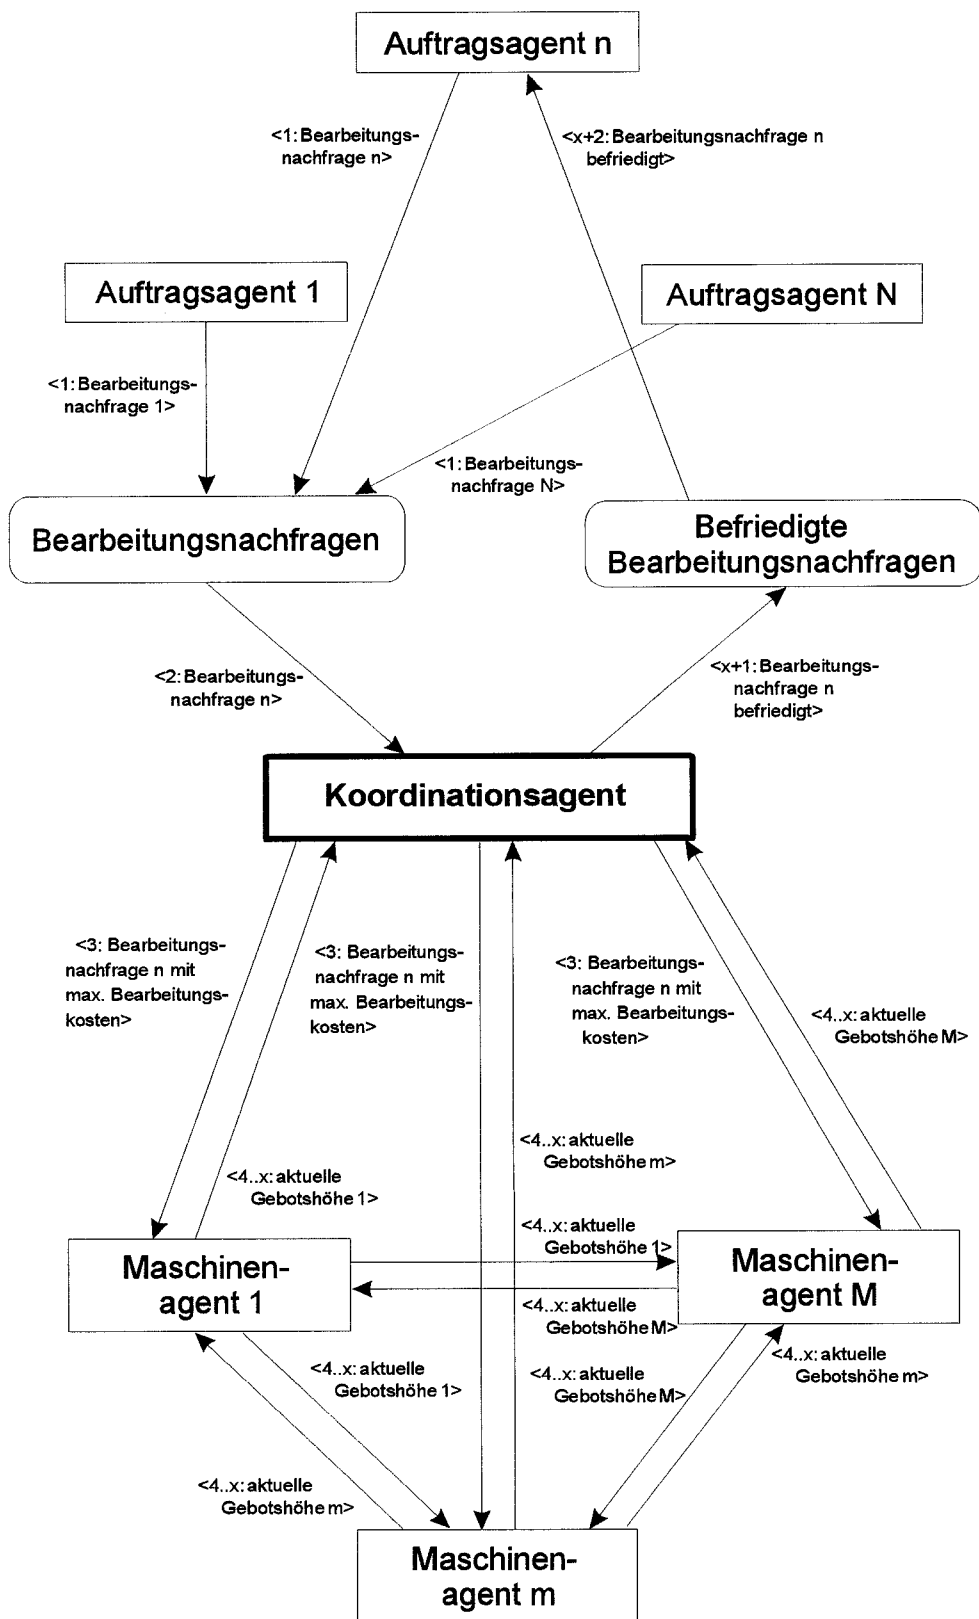 Auftragsagent n
<1: Bearbeitungs-
nachfrage n>
<x+2: Bearbeitungsnachfrage n
befriedigt>
Auftragsagent 1
Auftragsagent N
<1: Bearbeitungs-
nachfrage 1>
<1: Bearbeitungs-
nachfrage N>
Bearbeitungsnachfragen
Befriedigte
Bearbeitungsnachfragen
<2: Bearbeitungs-
nachfrage n>
<x+1: Bearbeitungs-
nachfrage n
befriedigt>
Koordinationsagent
<3: Bearbeitungs-
nachfrage n mit
max. Bearbeitungs-
kosten>
<3: Bearbeitungs-
nachfrage n mit
max. Bearbeitungs-
kosten>
<3: Bearbeitungs-
nachfrage n mit
max. Bearbeitungs-
kosten>
<4..x: aktuelle
Gebotshöhe M>
<4..x: aktuelle
Gebotshöhe 1>
<4..x: aktuelle
Gebotshöhe m>
<4..x: aktuelle
Gebotshöhe 1>
Maschinen-
agent 1
Maschinen-
agent M
<4..x: aktuelle
Gebotshöhe M>
<4..x: aktuelle
Gebotshöhe 1>
<4..x: aktuelle
Gebotshöhe M>
<4..x: aktuelle
Gebotshöhe m>
<4..x: aktuelle
Gebotshöhe m>
Maschinen-
agent m